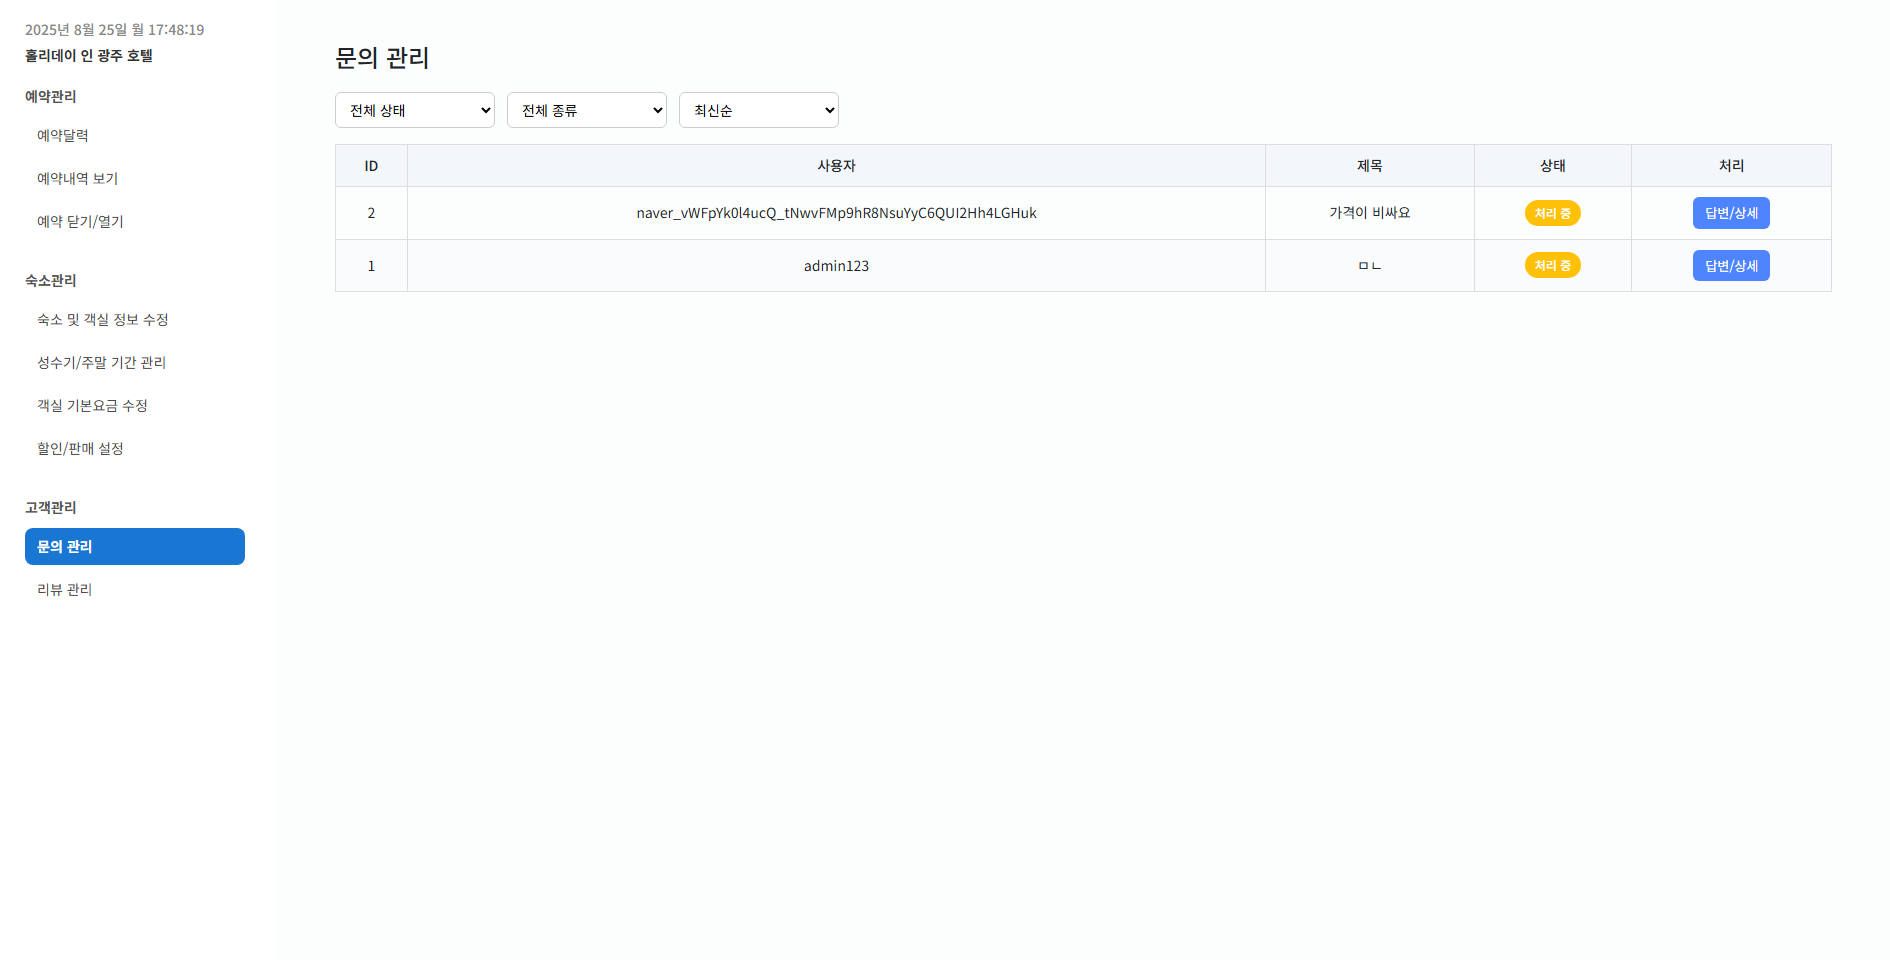 2025년 8월 25일 월 17:48:19
홀리데이 인 광주 호텔
예약관리
예약달력
예약내역 보기
예약 닫기/열기
숙소관리
숙소 및 객실 정보 수정
성수기/주말 기간 관리
객실 기본요금 수정
할인/판매 설정
고객관리
문의 관리
리뷰 관리
문의 관리
전체 상태 전체 종류 최신순
ID 사용자 제목 상태 처리
2 naver_vWFpYk0l4ucQ_tNwvFMp9hR8NsuYyC6QUI2Hh4LGHuk 가격이 비싸요 처리 중 답변/상세
1 admin123 ㅁㄴ 처리 중 답변/상세